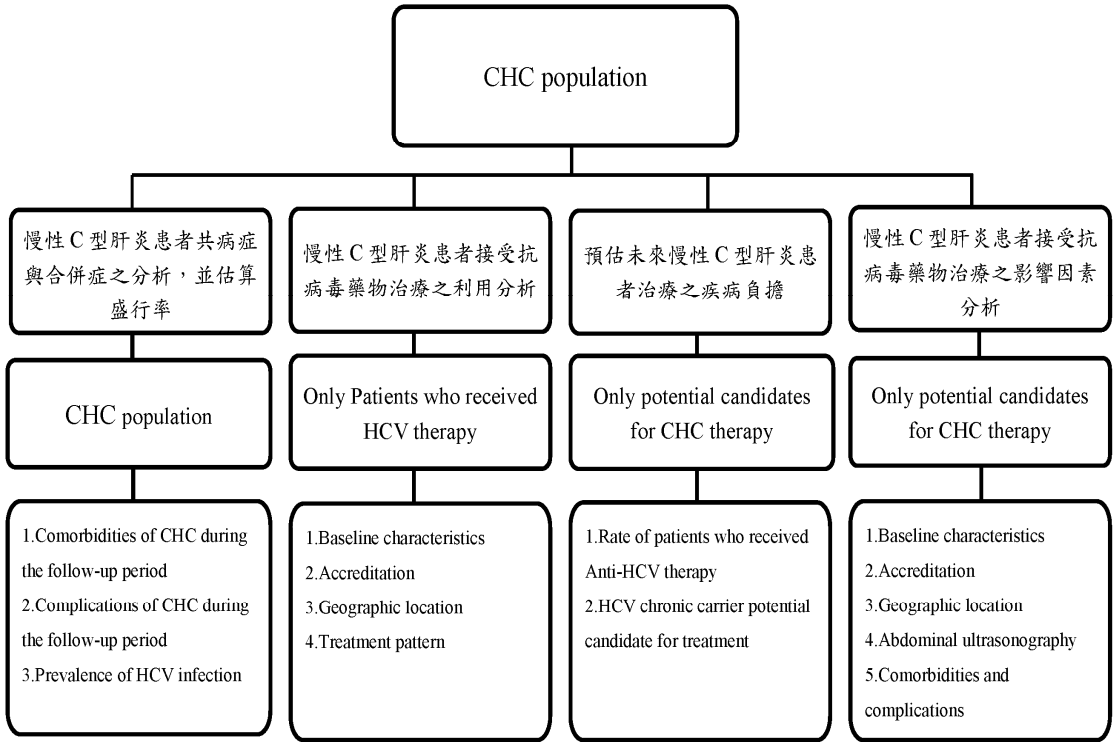 CHC population
慢性 C 型肝炎患者共病症
與合併症之分析，並估算
盛行率
慢性 C 型肝炎患者接受抗
病毒藥物治療之利用分析
預估未來慢性 C 型肝炎患
者治療之疾病負擔
慢性 C 型肝炎患者接受抗
病毒藥物治療之影響因素
分析
CHC population
Only Patients who received
HCV therapy
Only potential candidates
for CHC therapy
Only potential candidates
for CHC therapy
1.Comorbidities of CHC during
the follow-up period
2.Complications of CHC during
the follow-up period
3.Prevalence of HCV infection
1.Baseline characteristics
2.Accreditation
3.Geographic location
4.Treatment pattern
1.Rate of patients who received
Anti-HCV therapy
2.HCV chronic carrier potential
candidate for treatment
1.Baseline characteristics
2.Accreditation
3.Geographic location
4.Abdominal ultrasonography
5.Comorbidities and
complications